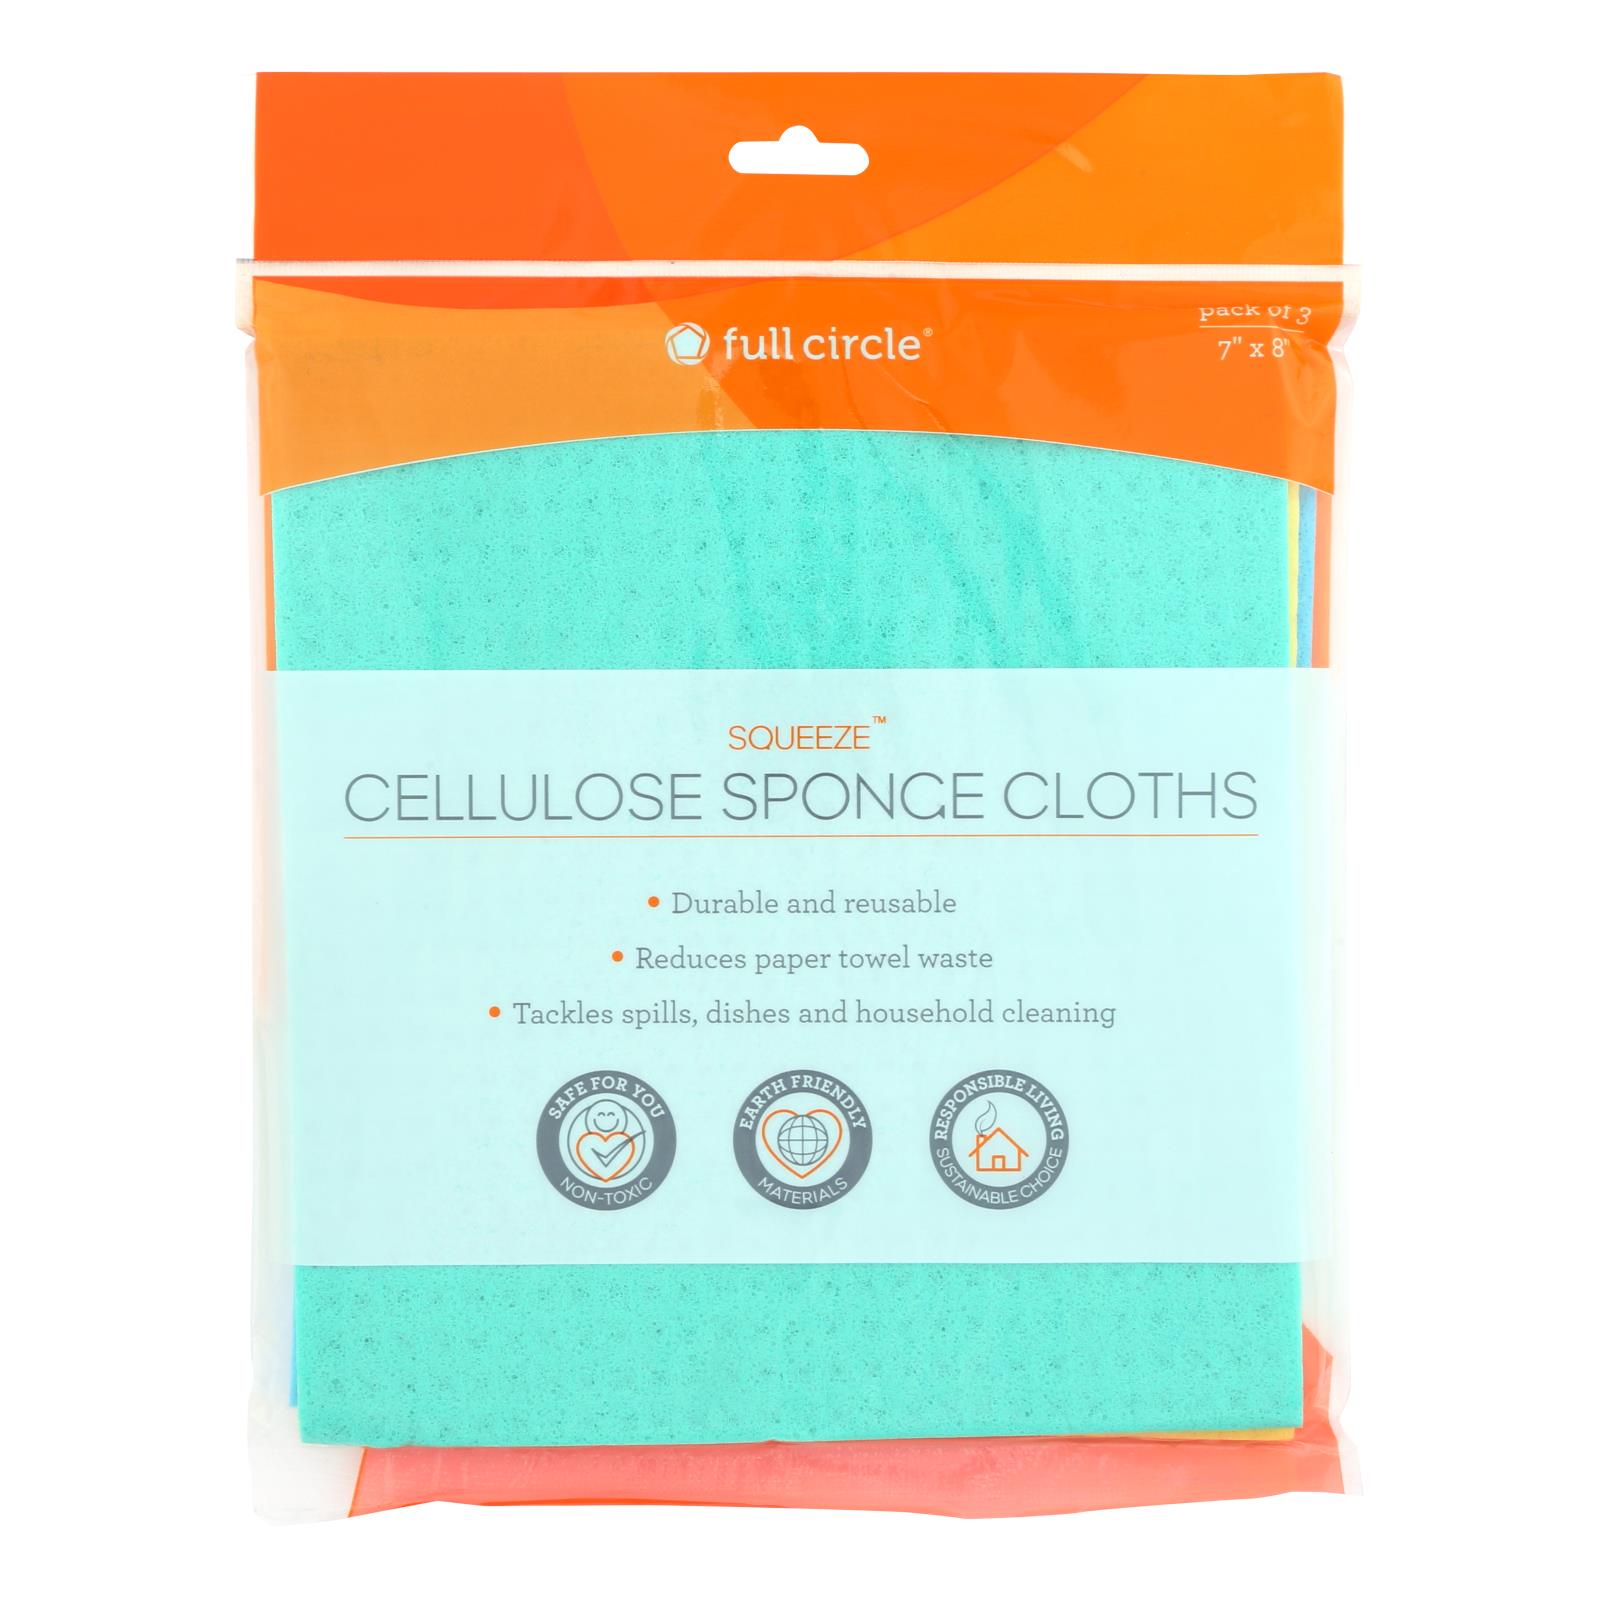 full circle®
pack of 3
7" x 8"
SQUEEZE™
CELLULOSE SPONGE CLOTHS
• Durable and reusable
• Reduces paper towel waste
• Tackles spills, dishes and household cleaning
SAFE FOR YOU
NON-TOXIC
EARTH FRIENDLY
MATERIALS
RESPONSIBLE LIVING
SUSTAINABLE CHOICE